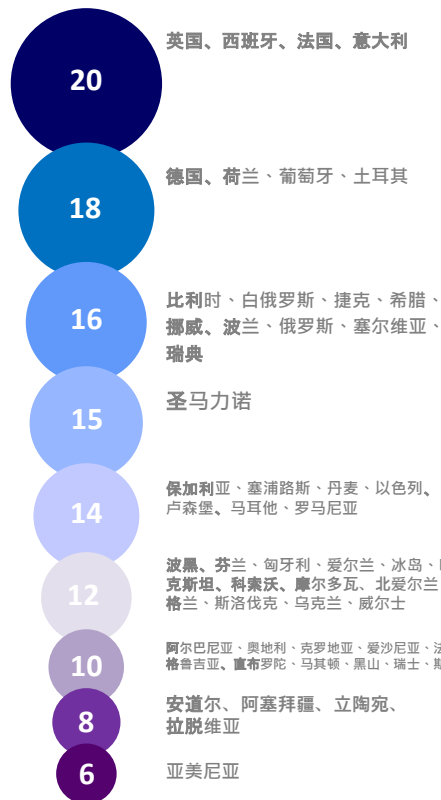 20
英国、西班牙、法国、意大利
18
德国、荷兰、葡萄牙、土耳其
16
比利时、白俄罗斯、捷克、希腊、
挪威、波兰、俄罗斯、塞尔维亚、
瑞典
15
圣马力诺
14
保加利亚、塞浦路斯、丹麦、以色列、
卢森堡、马耳他、罗马尼亚
12
波黑、芬兰、匈牙利、爱尔兰、冰岛、
克斯坦、科索沃、摩尔多瓦、北爱尔兰
格兰、斯洛伐克、乌克兰、威尔士
10
阿尔巴尼亚、奥地利、克罗地亚、爱沙尼亚、法
格鲁吉亚、直布罗陀、马其顿、黑山、瑞士、斯
8
安道尔、阿塞拜疆、立陶宛、
拉脱维亚
6
亚美尼亚